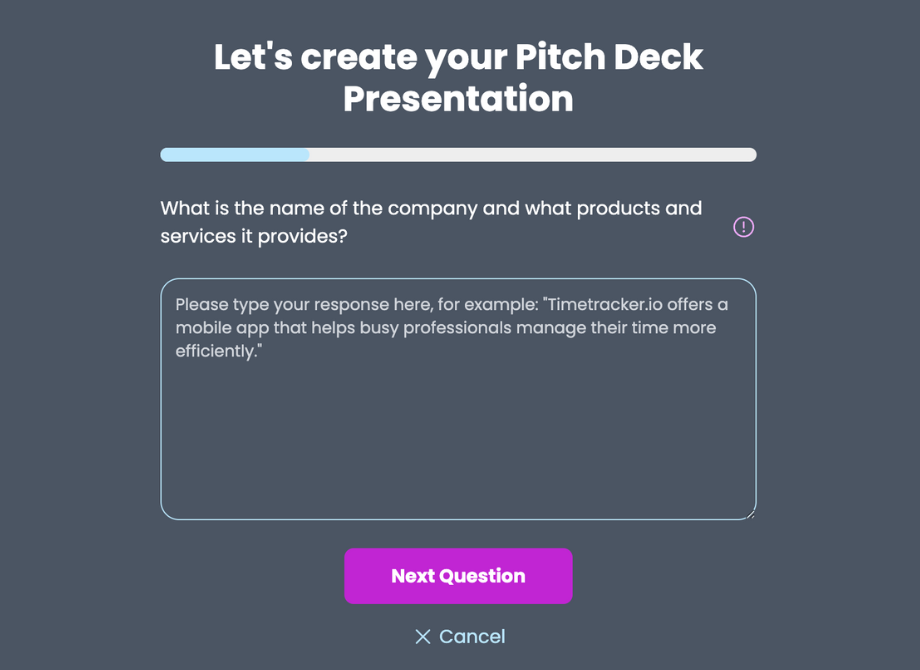 Let's create your Pitch Deck
Presentation
What is the name of the company and what products and
services it provides?
Please type your response here, for example: "Timetracker.io offers a
mobile app that helps busy professionals manage their time more
efficiently."
Next Question
Cancel